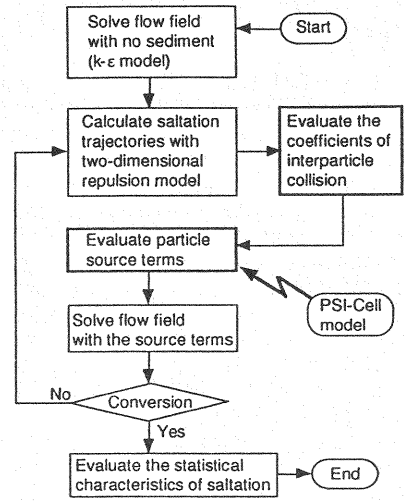 Solve flow field
with no sediment
(k-ε model)
Start
Calculate saltation
trajectories with
two-dimensional
repulsion model
Evaluate the
coefficients of
interparticle
collision
Evaluate particle
source terms
PSI-Cell
model
Solve flow field
with the source terms
No
Conversion
Yes
Evaluate the statistical
characteristics of saltation
End